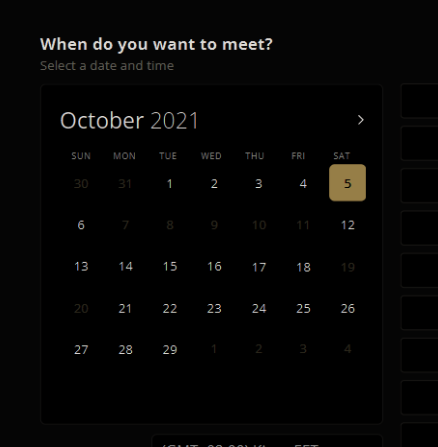 When do you want to meet?
Select a date and time
October 2021
SUN MON TUE WED THU FRI SAT
30 31 1 2 3 4 5
6 7 8 9 10 11 12
13 14 15 16 17 18 19
20 21 22 23 24 25 26
27 28 29 1 2 3 4